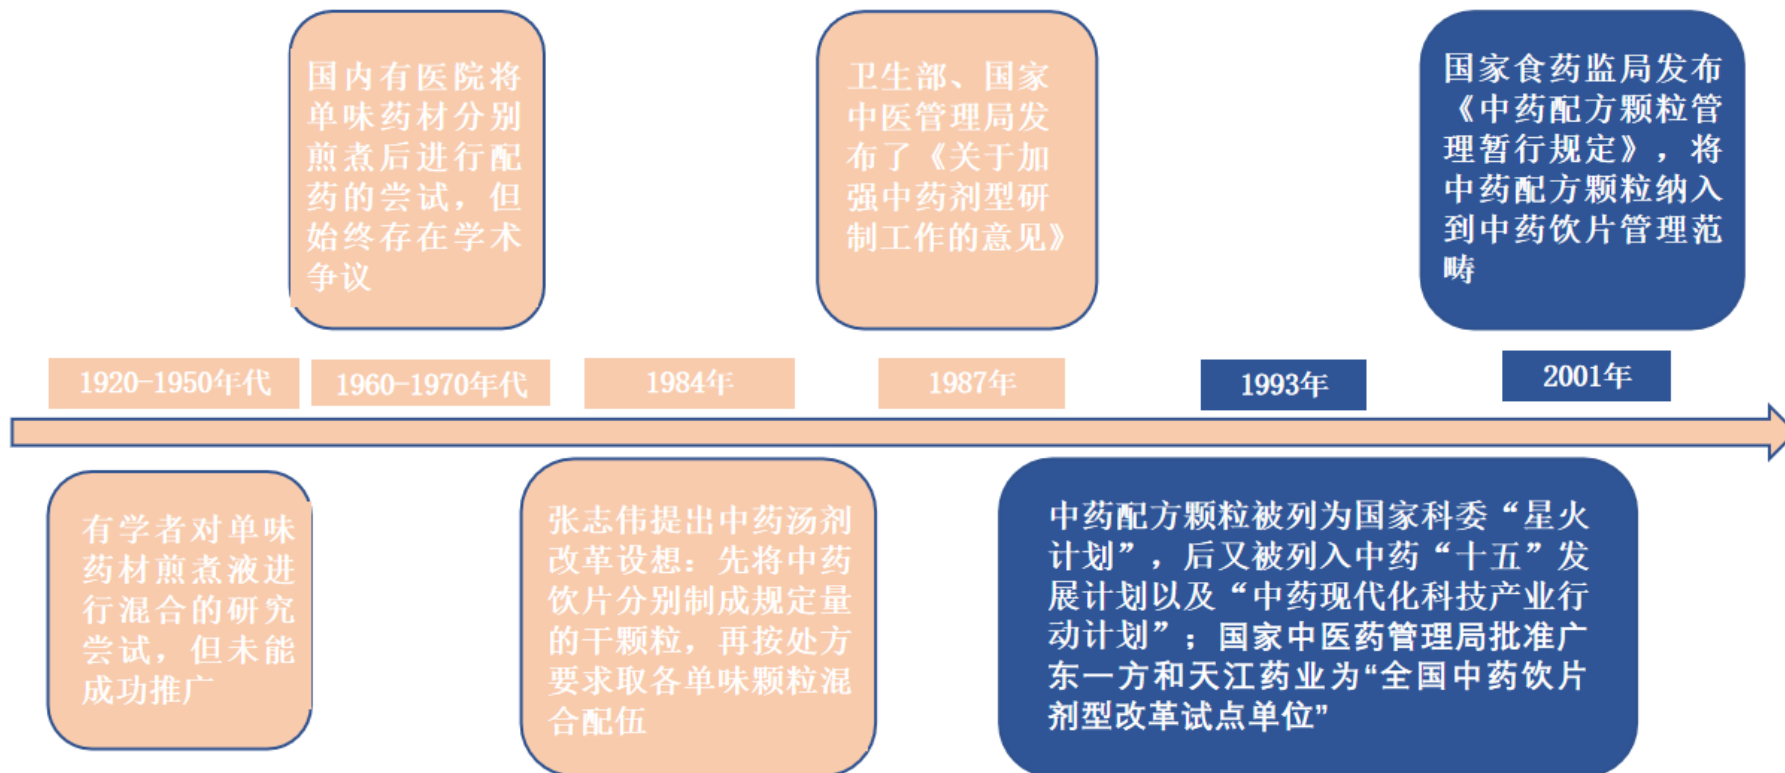 国内有医院将
单味药材分别
煎煮后进行配
药的尝试，但
始终存在学术
争议
卫生部、国家
中医管理局发
布了《关于加
强中药剂型研
制工作的意见》
国家食药监局发布
《中药配方颗粒管
理暂行规定》，将
中药配方颗粒纳入
到中药饮片管理范
畴
1920-1950年代
1960-1970年代
1984年
1987年
1993年
2001年
有学者对单味
药材煎煮液进
行混合的研究
尝试，但未能
成功推广
张志伟提出中药汤剂
改革设想：先将中药
饮片分别制成规定量
的干颗粒，再按处方
要求取各单味颗粒混
合配伍
中药配方颗粒被列为国家科委“星火
计划”，后又被列入中药“十五”发
展计划以及“中药现代化科技产业行
动计划”；国家中医药管理局批准广
东一方和天江药业为“全国中药饮片
剂型改革试点单位”